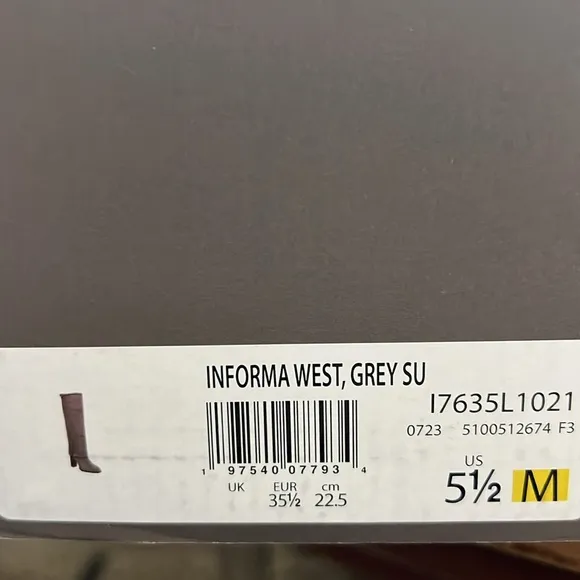 INFORMA WEST, GREY SU
I7635L1021
0723 5100512674 F3
1 97540 07793 4
UK EUR cm US
35½ 22.5 5½ M